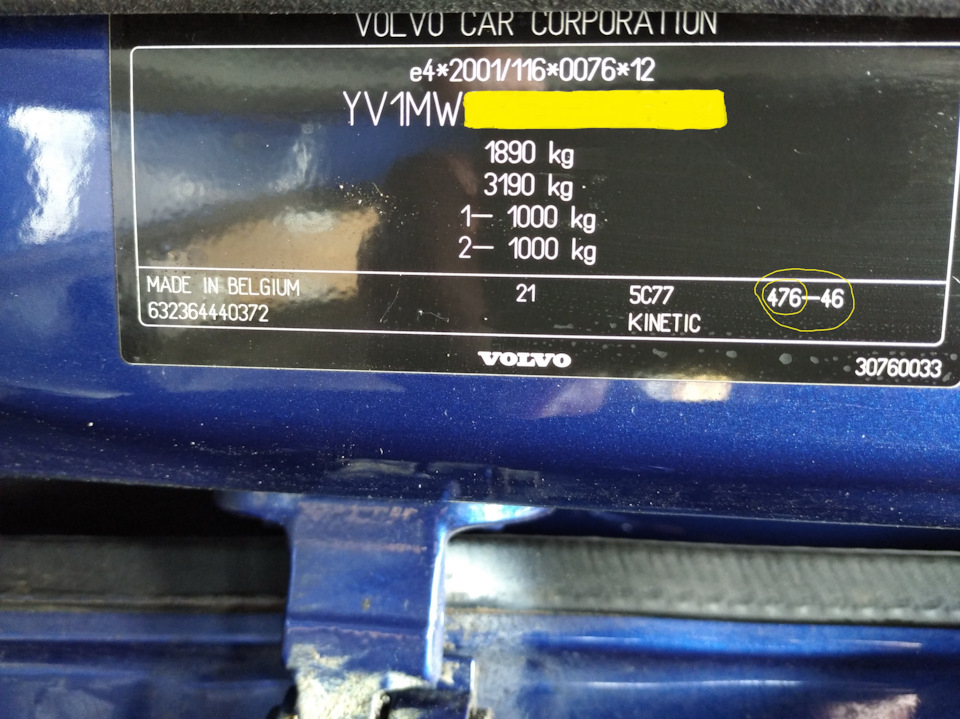 VOLVO CAR CORPORATION
e4*2001/116*0076*12
YV1MW
1890 kg
3190 kg
1— 1000 kg
2— 1000 kg
MADE IN BELGIUM 21 5C77 476—46
632364440372 KINETIC
VOLVO
30760033